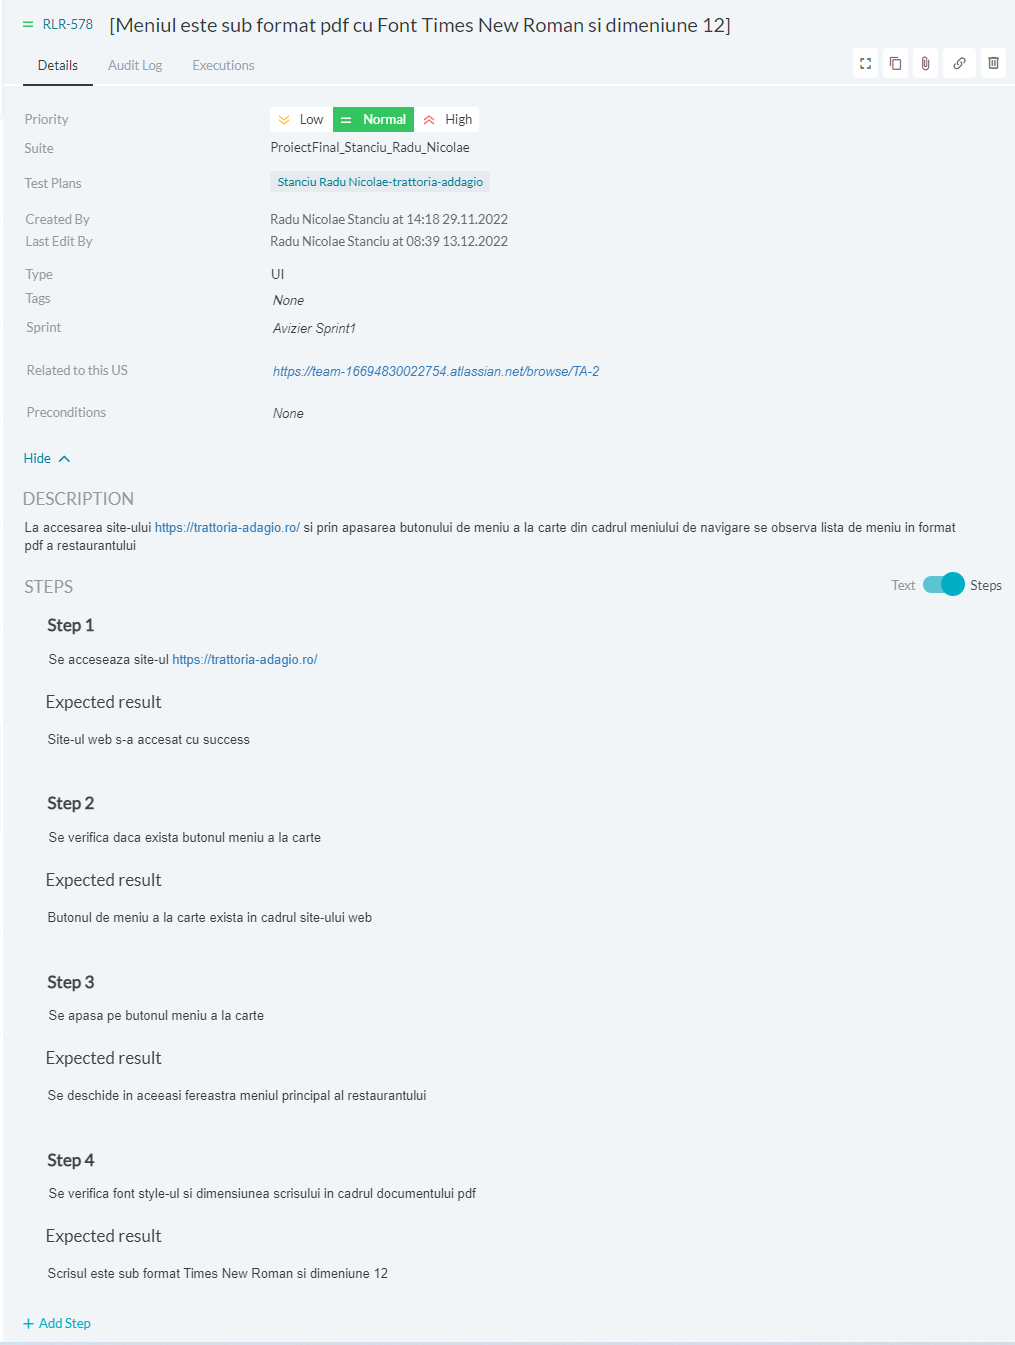 RLR-578 [Meniul este sub format pdf cu Font Times New Roman si dimeniune 12]
Details Audit Log Executions
Priority Low Normal High
Suite ProiectFinal_Stanciu_Radu_Nicolae
Test Plans Stanciu Radu Nicolae-trattoria-addagio
Created By Radu Nicolae Stanciu at 14:18 29.11.2022
Last Edit By Radu Nicolae Stanciu at 08:39 13.12.2022
Type UI
Tags None
Sprint Avizier Sprint1
Related to this US https://team-16694830022754.atlassian.net/browse/TA-2
Preconditions None
Hide
DESCRIPTION
La accesarea site-ului https://trattoria-adagio.ro/ si prin apasarea butonului de meniu a la carte din cadrul meniului de navigare se observa lista de meniu in format
pdf a restaurantului
STEPS Text Steps
Step 1
Se acceseaza site-ul https://trattoria-adagio.ro/
Expected result
Site-ul web s-a accesat cu success
Step 2
Se verifica daca exista butonul meniu a la carte
Expected result
Butonul de meniu a la carte exista in cadrul site-ului web
Step 3
Se apasa pe butonul meniu a la carte
Expected result
Se deschide in aceeasi fereastra meniul principal al restaurantului
Step 4
Se verifica font style-ul si dimensiunea scrisului in cadrul documentului pdf
Expected result
Scrisul este sub format Times New Roman si dimeniune 12
+ Add Step